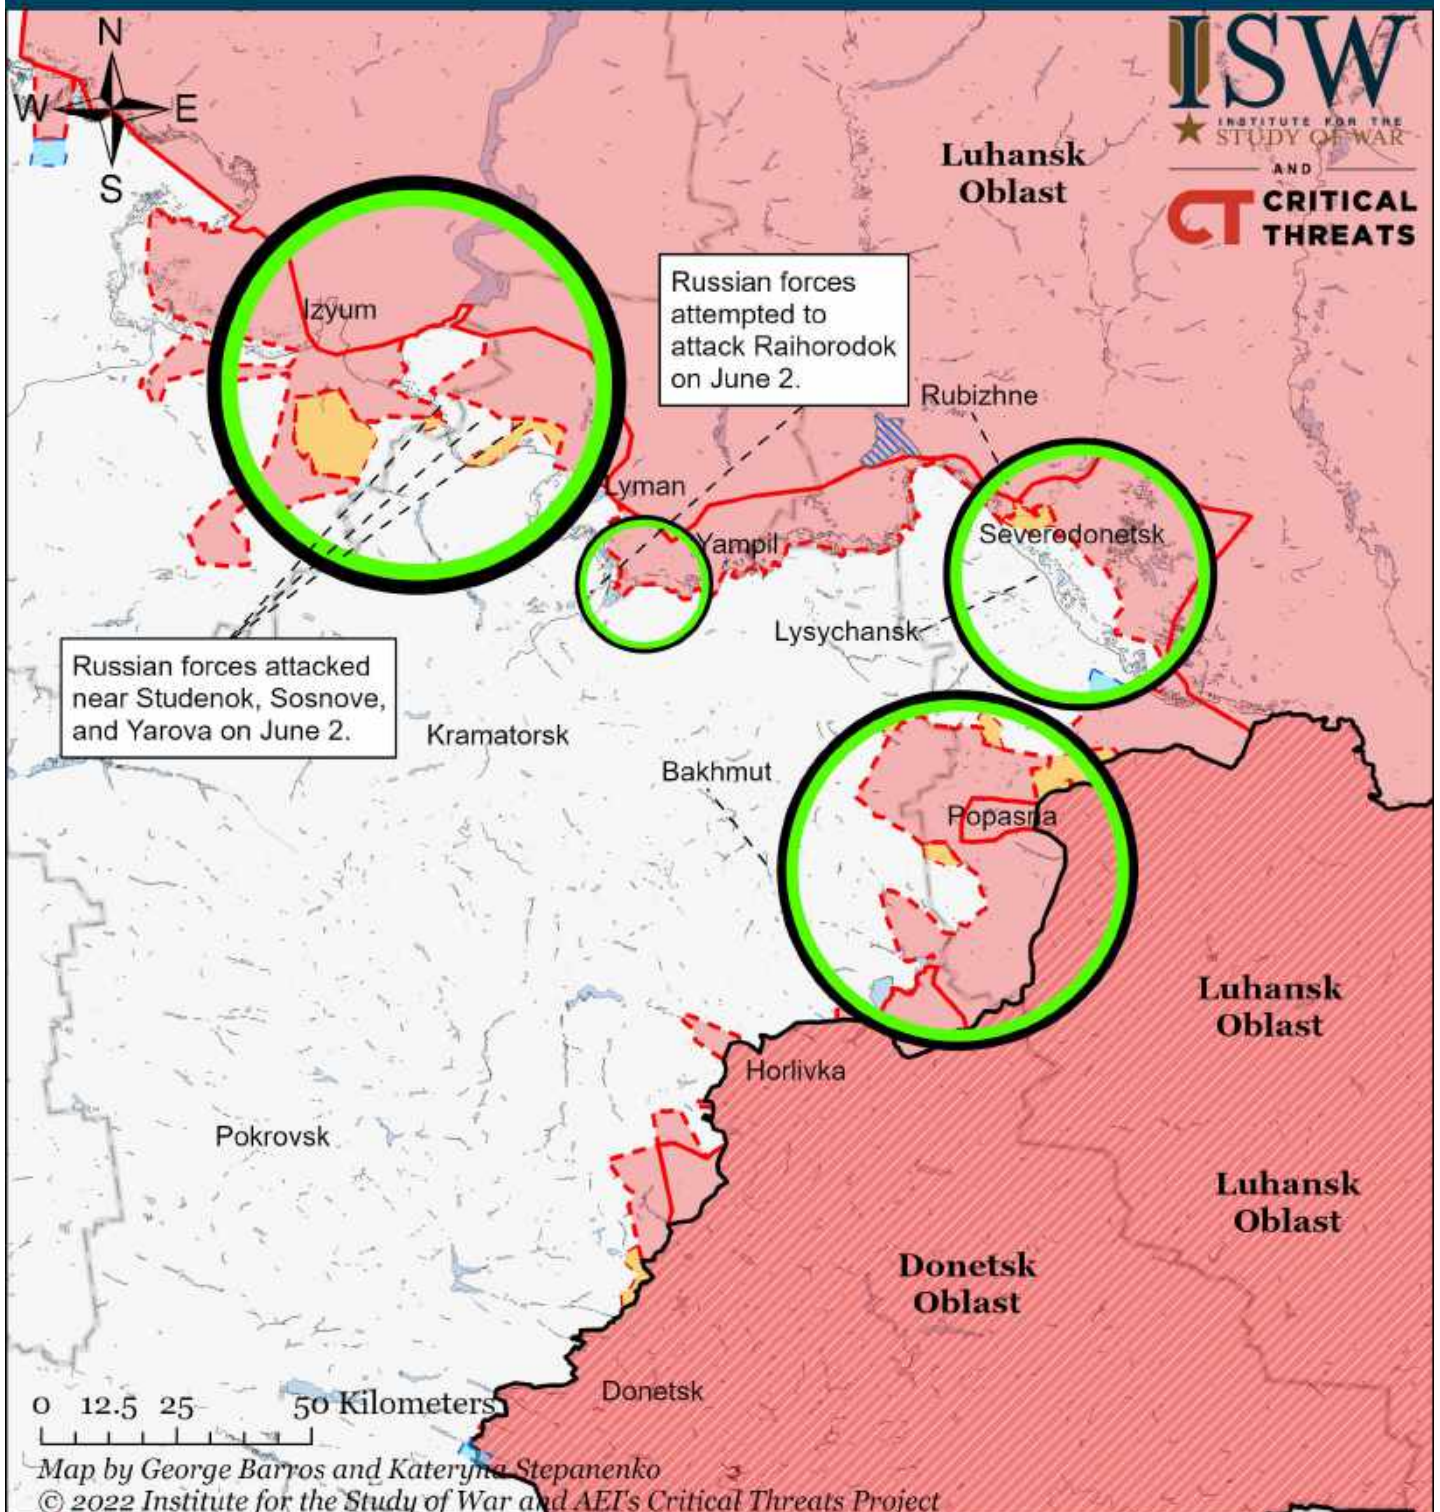 N
W
E
S
ISW
INSTITUTE FOR THE
STUDY OF WAR
AND
CT CRITICAL
THREATS
Luhansk
Oblast
Izyum
Russian forces
attempted to
attack Raihorodok
on June 2.
Rubizhne
Lyman
Yampil
Severodonetsk
Lysychansk
Russian forces attacked
near Studenok, Sosnove,
and Yarova on June 2.
Kramatorsk
Bakhmut
Popasna
Luhansk
Oblast
Horlivka
Pokrovsk
Luhansk
Oblast
Donetsk
Oblast
Donetsk
0 12.5 25 50 Kilometers
Map by George Barros and Kateryna Stepanenko
© 2022 Institute for the Study of War and AEI's Critical Threats Project